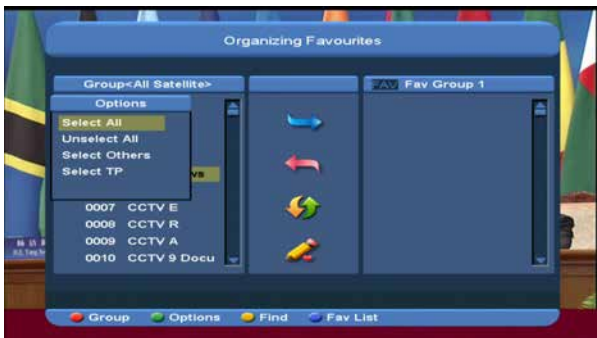 Organizing Favourites
Group<All Satellite>
FAV Fav Group 1
Options
Select All
Unselect All
Select Others
Select TP
vs
0007 CCTV E
0008 CCTV R
0009 CCTV A
0010 CCTV 9 Docu
Group Options Find Fav List